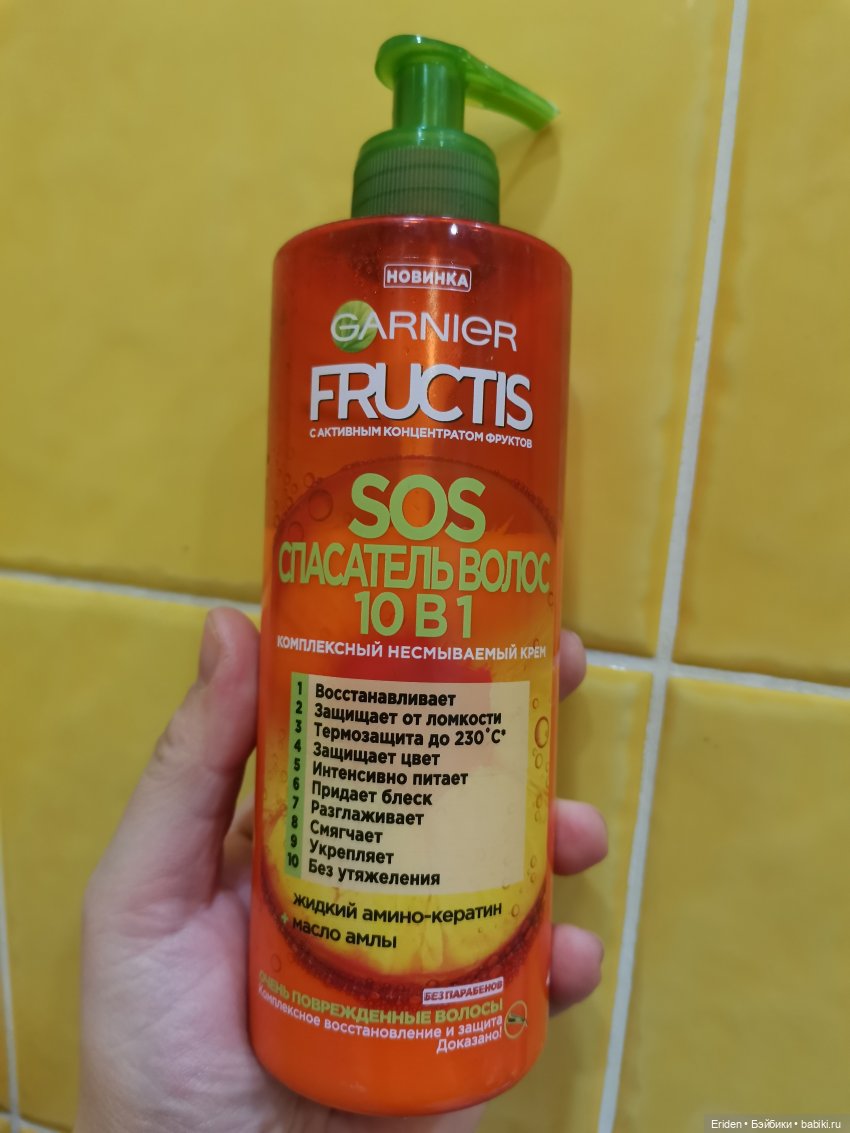 НОВИНКА
GARNIER
FRUCTIS
С АКТИВНЫМ КОНЦЕНТРАТОМ ФРУКТОВ
SOS
СПАСАТЕЛЬ ВОЛОС
10 В 1
КОМПЛЕКСНЫЙ НЕСМЫВАЕМЫЙ КРЕМ
1 Восстанавливает
2 Защищает от ломкости
3 Термозащита до 230°С*
4 Защищает цвет
5 Интенсивно питает
6 Придает блеск
7 Разглаживает
8 Смягчает
9 Укрепляет
10 Без утяжеления
жидкий амино-кератин
+ масло амлы
БЕЗ ПАРАБЕНОВ
ОЧЕНЬ ПОВРЕЖДЕННЫЕ ВОЛОСЫ
Комплексное восстановление и защита
Доказано!
Eriden • Бэйбики • babiki.ru